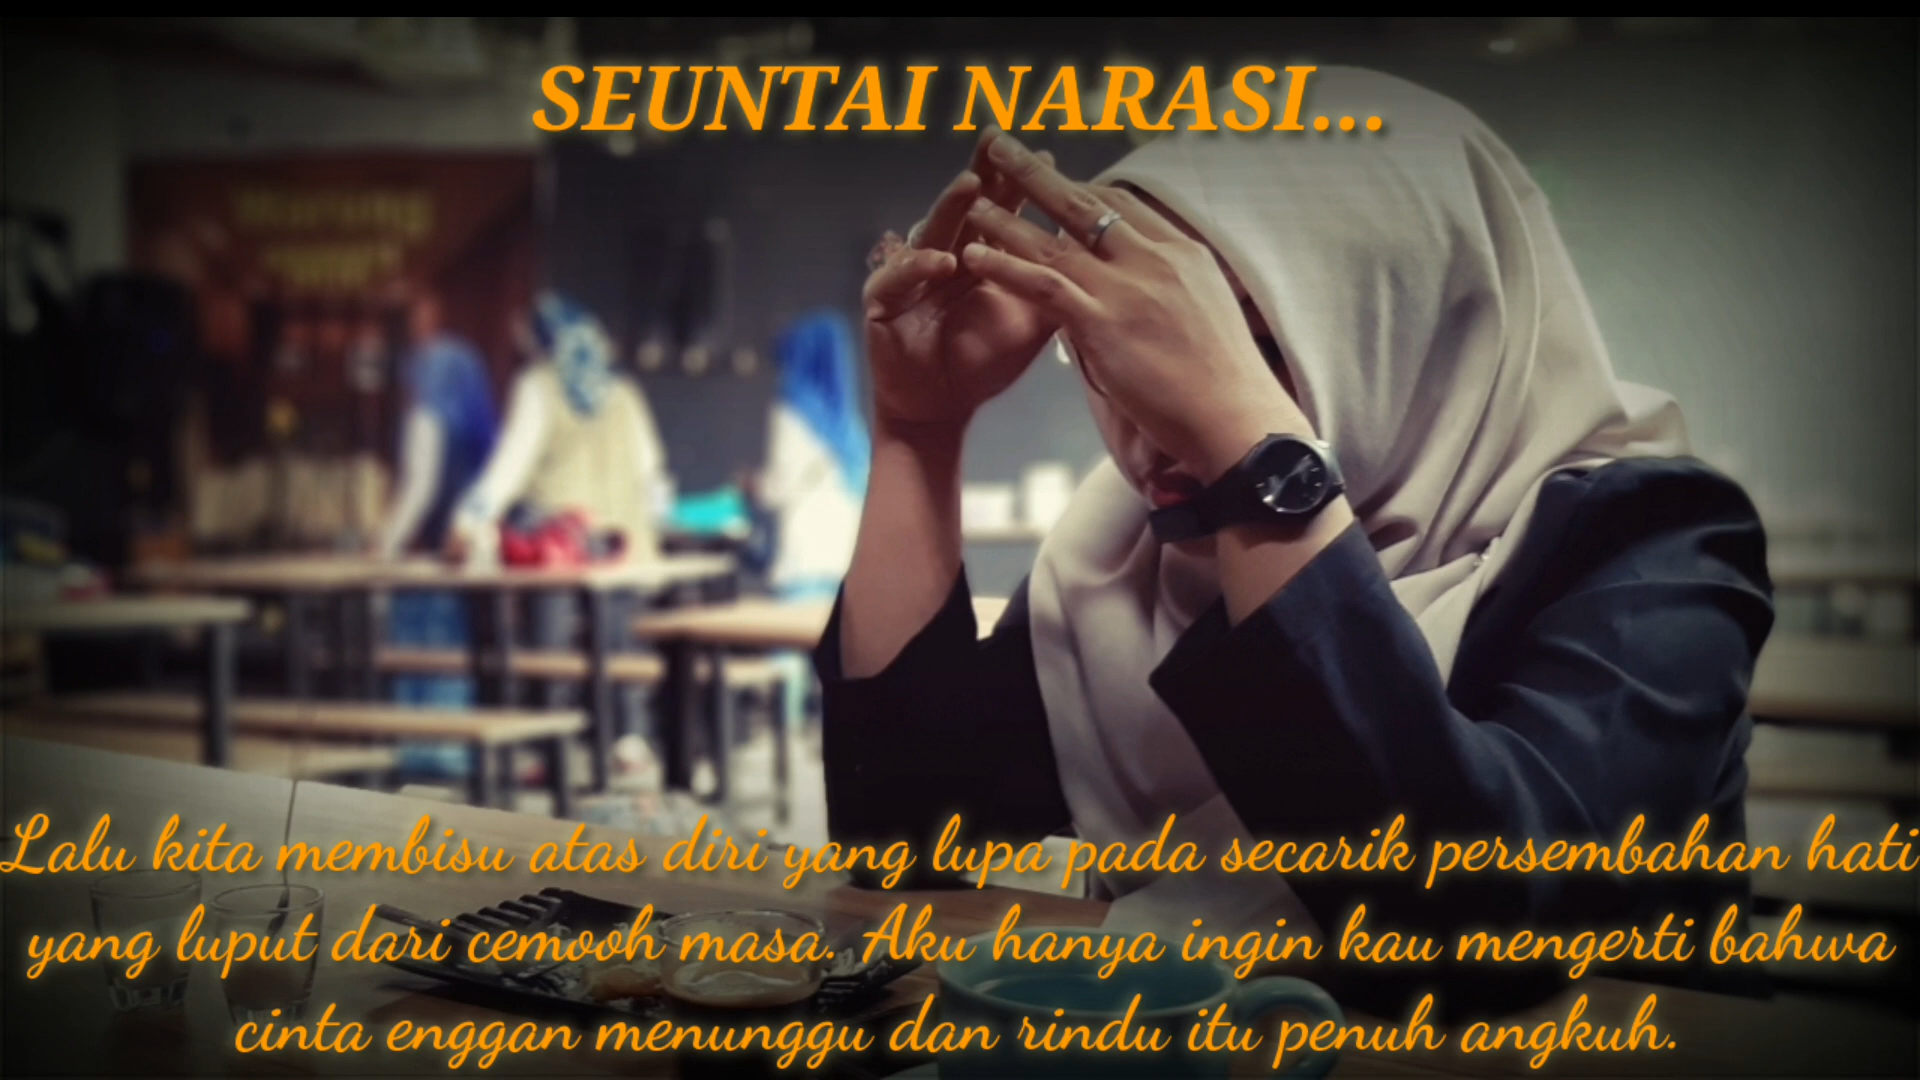 SEUNTAI NARASI...
Lalu kita membisu atas diri yang lupa pada secarik persembahan hati
yang luput dari cemooh masa. Aku hanya ingin kau mengerti bahwa
cinta enggan menunggu dan rindu itu penuh angkuh.